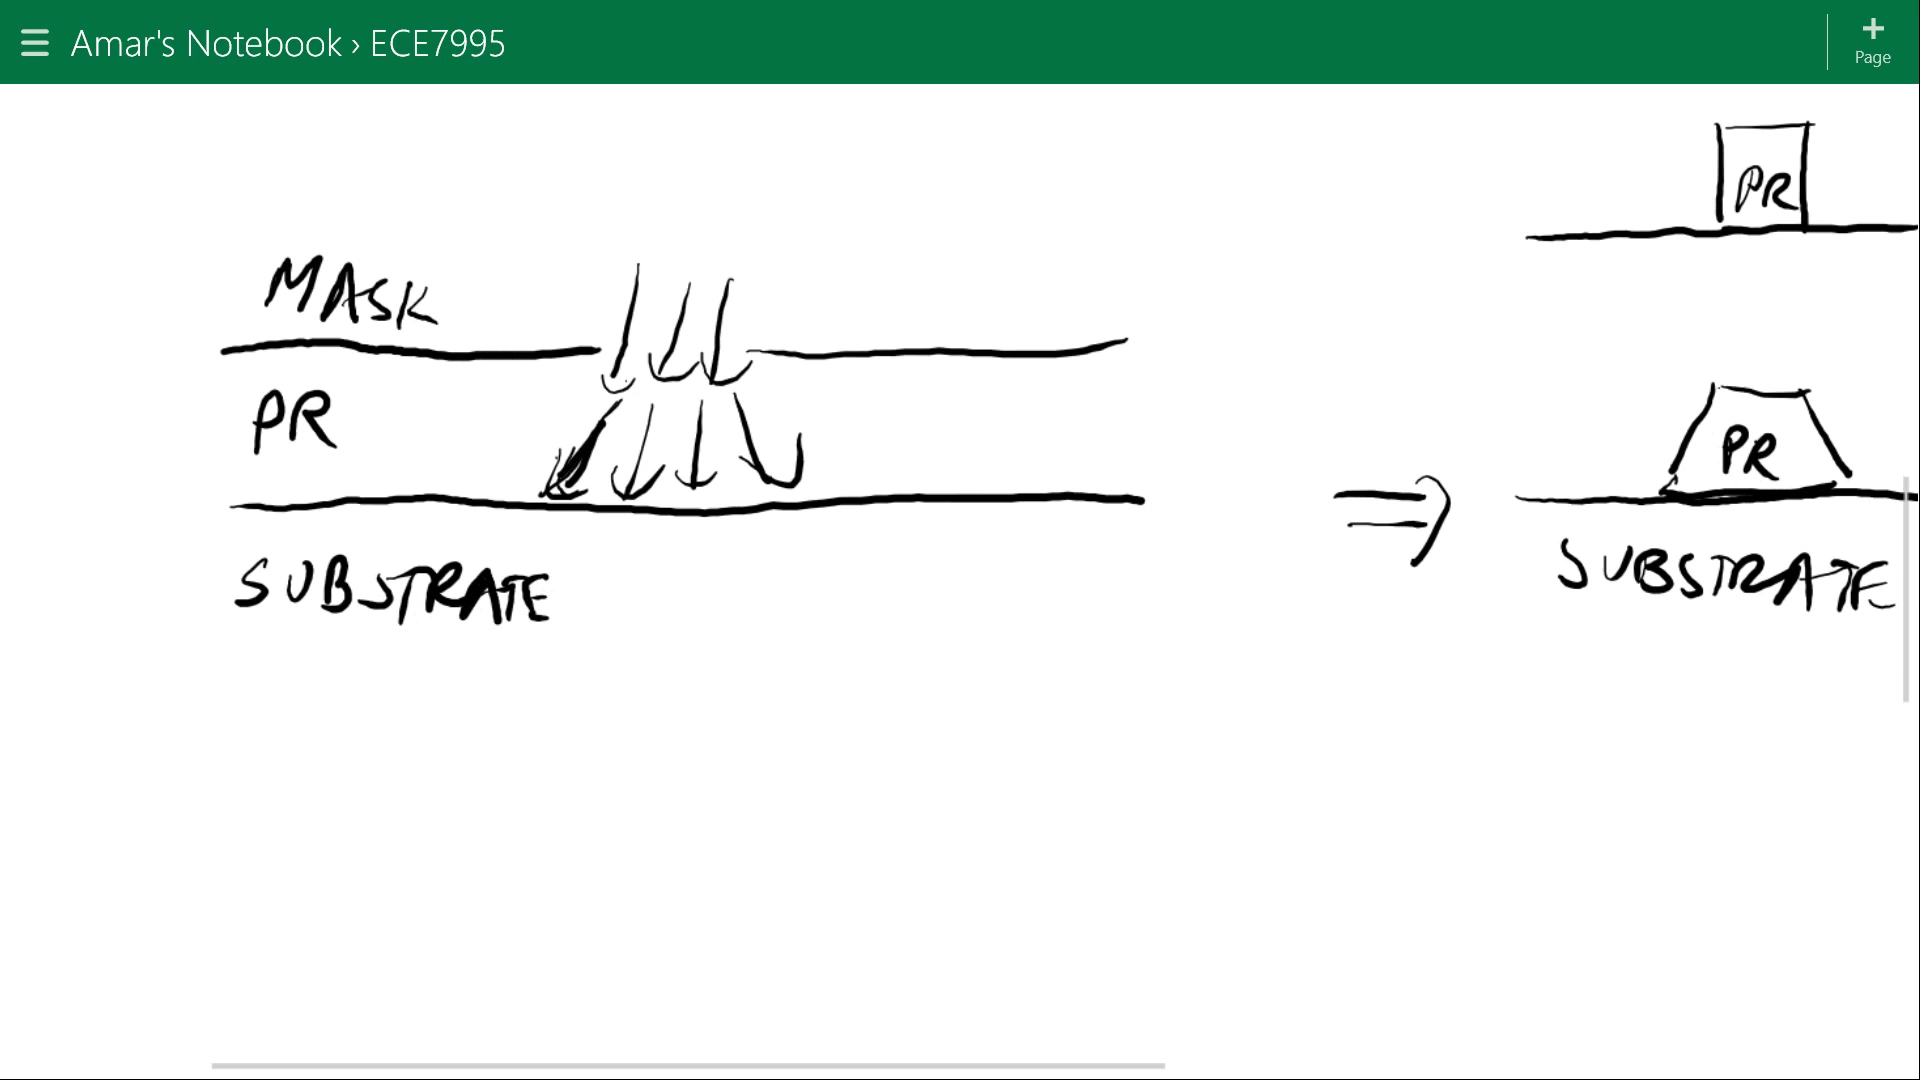 Amar's Notebook › ECE7995
Page
PR
MASK
PR
PR
SUBSTRATE
SUBSTRATE